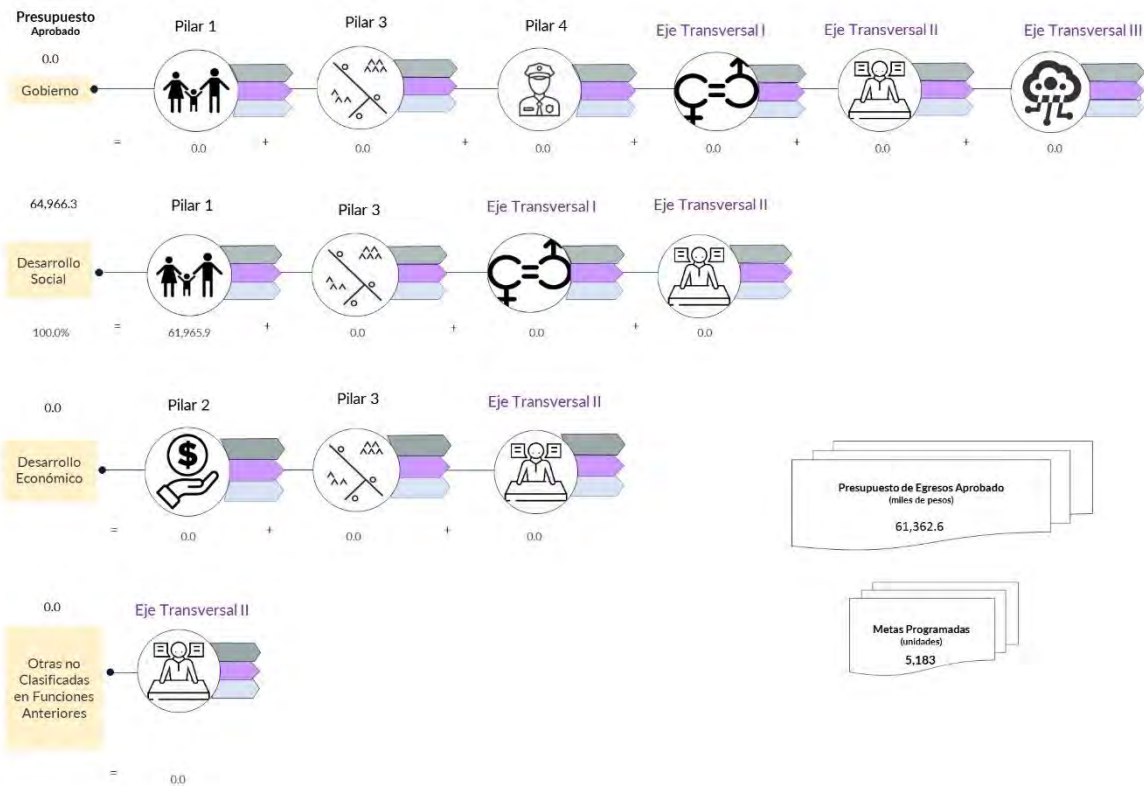 Presupuesto
Aprobado
0.0
Gobierno
Pilar 1
Pilar 3
Pilar 4
Eje Transversal I
Eje Transversal II
Eje Transversal III
=
0.0
+
0.0
+
0.0
+
0.0
+
0.0
+
0.0
64,966.3
Desarrollo
Social
Pilar 1
Pilar 3
Eje Transversal I
Eje Transversal II
100.0%
=
61,965.9
+
0.0
+
0.0
+
0.0
0.0
Desarrollo
Económico
Pilar 2
Pilar 3
Eje Transversal II
$
=
0.0
+
0.0
+
0.0
Presupuesto de Egresos Aprobado
(miles de pesos)
61,362.6
Metas Programadas
(unidades)
5,183
0.0
Otras no
Clasificadas
en Funciones
Anteriores
Eje Transversal II
=
0.0